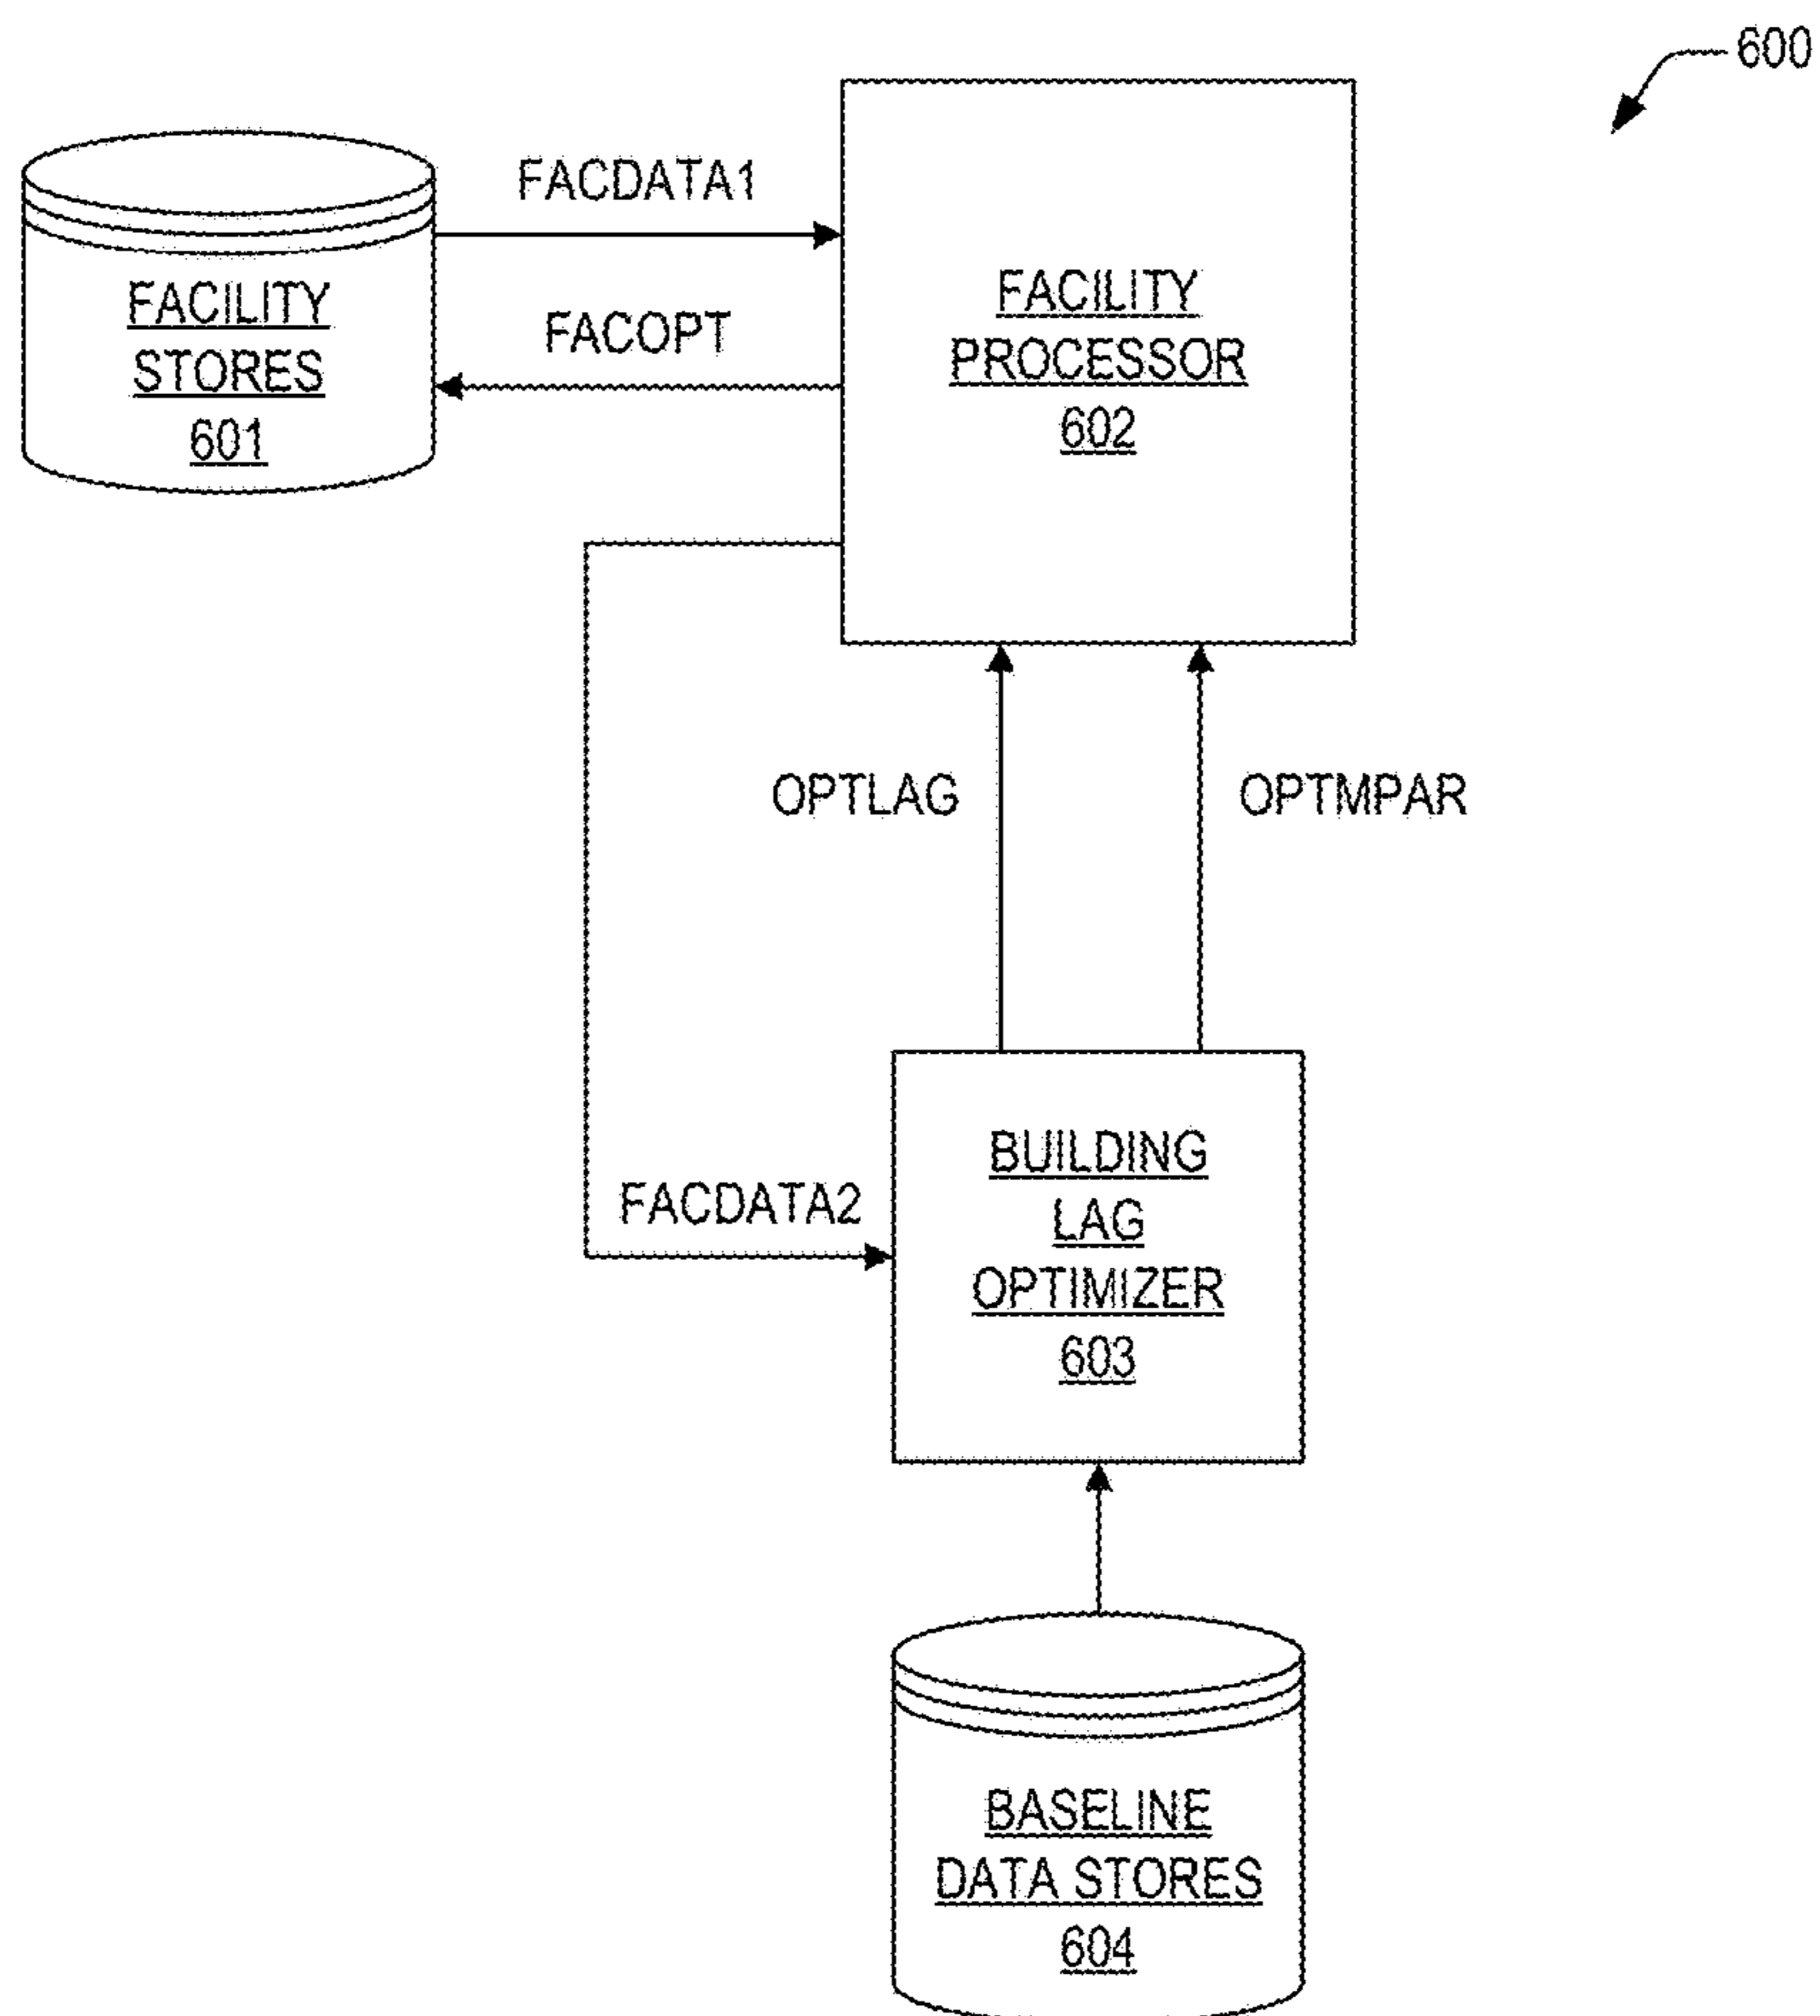 600
FACDATA1
FACILITY
STORES
601
FACOPT
FACILITY
PROCESSOR
602
OPTLAG
OPTMPAR
FACDATA2
BUILDING
LAG
OPTIMIZER
603
BASELINE
DATA STORES
604